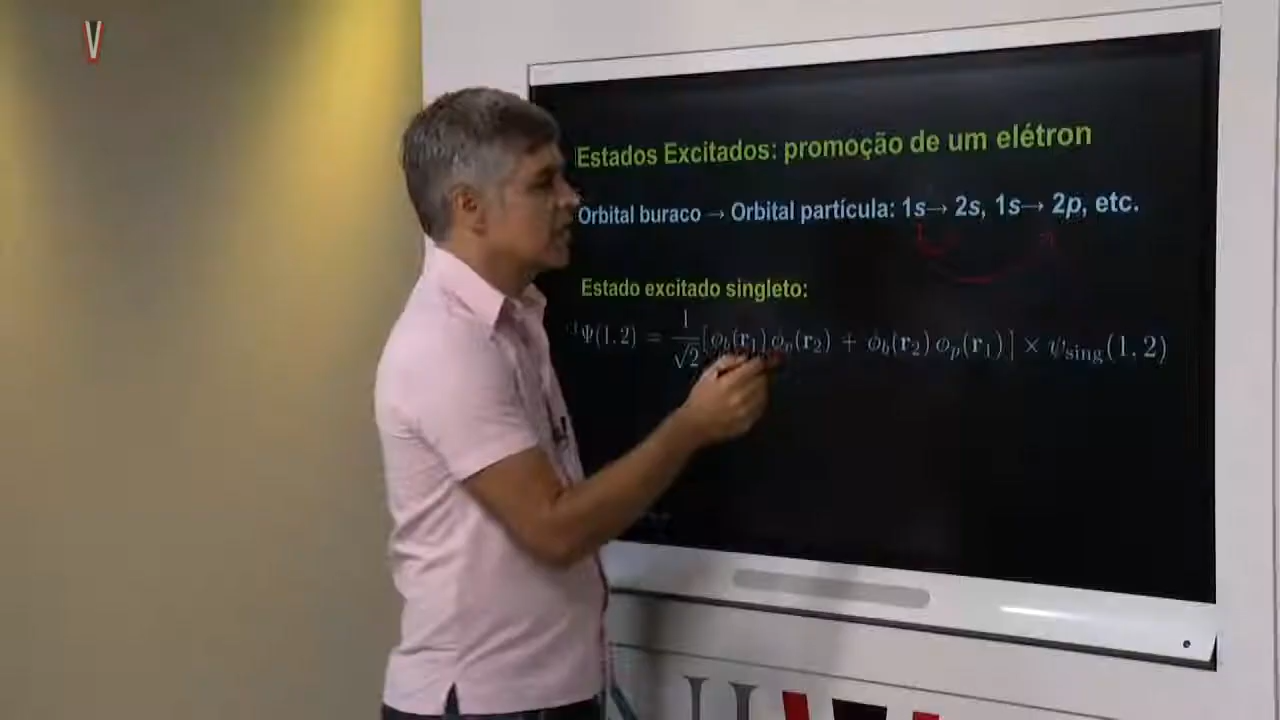 V
Estados Excitados: promoção de um elétron
Orbital buraco → Orbital partícula: 1s→ 2s, 1s→ 2p, etc.
Estado excitado singleto:
Ψ(1,2) = 1/√2 [ϕb(r1) ϕp(r2) + ϕb(r2) ϕp(r1)] × ψsing(1,2)